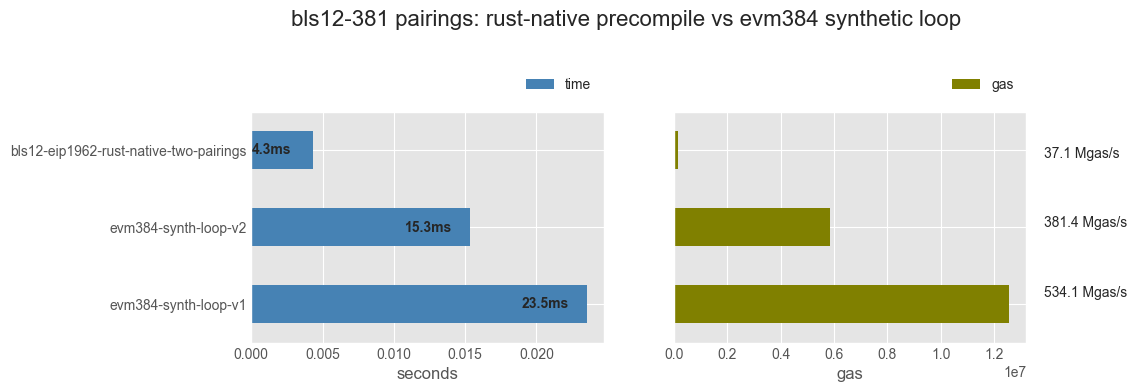 bls12-381 pairings: rust-native precompile vs evm384 synthetic loop
time
gas
bls12-eip1962-rust-native-two-pairings
4.3ms
37.1 Mgas/s
evm384-synth-loop-v2
15.3ms
381.4 Mgas/s
evm384-synth-loop-v1
23.5ms
534.1 Mgas/s
0.000 0.005 0.010 0.015 0.020
0.0 0.2 0.4 0.6 0.8 1.0 1.2
1e7
seconds
gas